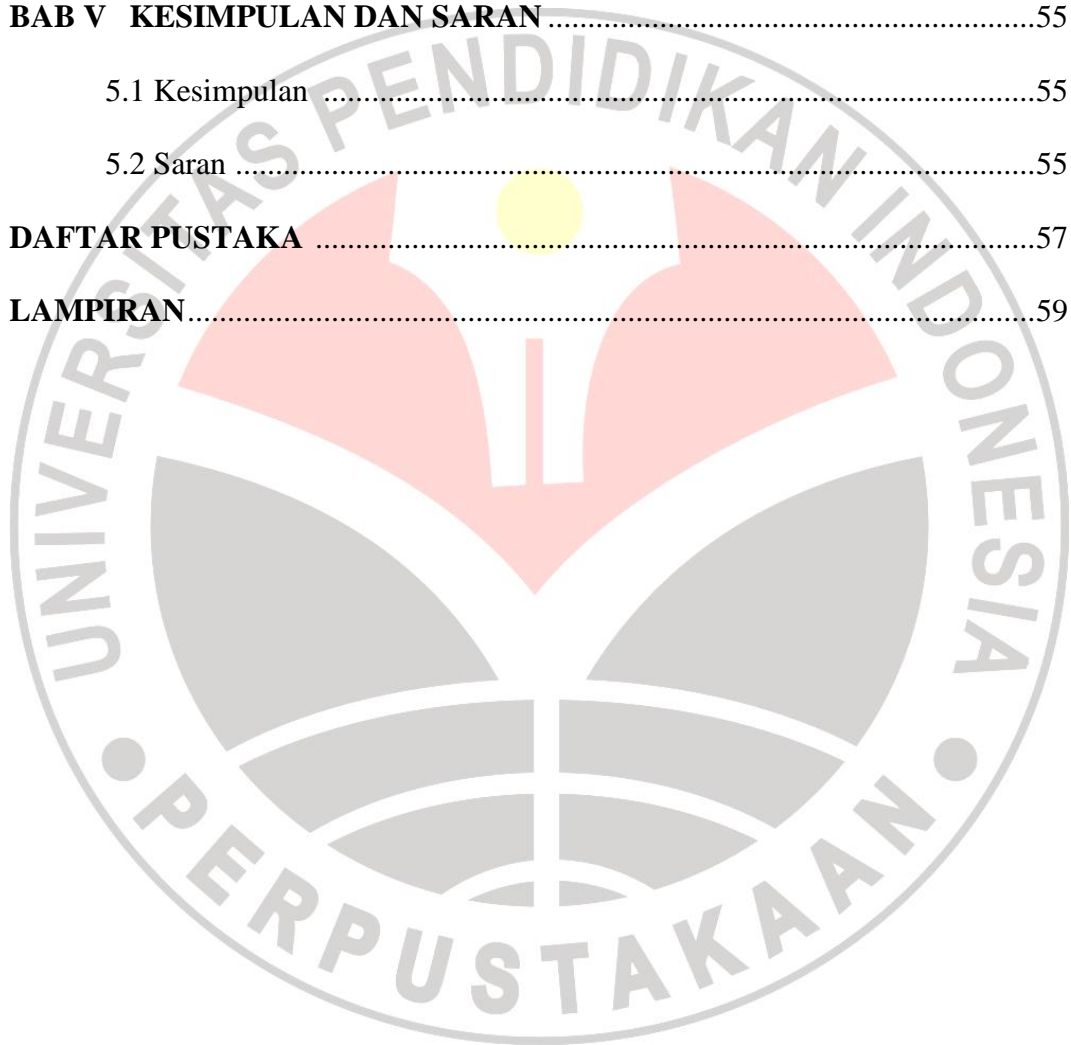 BAB V KESIMPULAN DAN SARAN ............................................................55
5.1 Kesimpulan ........................................................................................55
5.2 Saran ...................................................................................................55
DAFTAR PUSTAKA ..........................................................................................57
LAMPIRAN..........................................................................................................59
UNIVERSITAS PENDIDIKAN INDONESIA
PERPUSTAKAAN